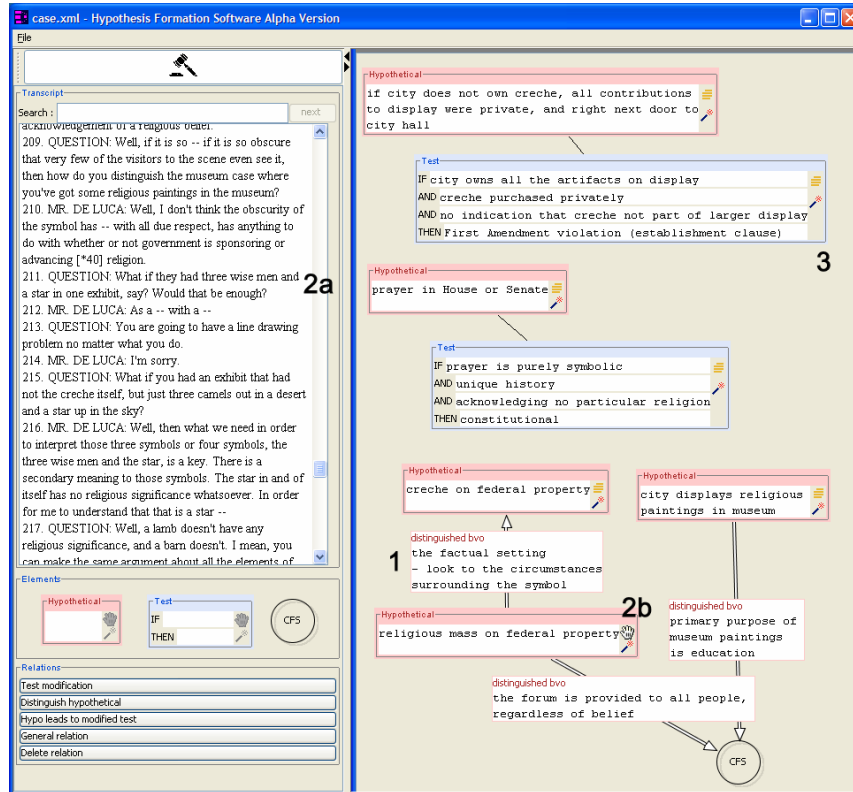 case.xml - Hypothesis Formation Software Alpha Version
File
Transcript
Search :
next
acknowledgement of a religious belief.
209. QUESTION: Well, if it is so -- if it is so obscure
that very few of the visitors to the scene even see it,
then how do you distinguish the museum case where
you've got some religious paintings in the museum?
210. MR. DE LUCA: Well, I don't think the obscurity of
the symbol has -- with all due respect, has anything to
do with whether or not government is sponsoring or
advancing [*40] religion.
211. QUESTION: What if they had three wise men and
a star in one exhibit, say? Would that be enough?
212. MR. DE LUCA: As a -- with a --
213. QUESTION: You are going to have a line drawing
problem no matter what you do.
214. MR. DE LUCA: I'm sorry.
215. QUESTION: What if you had an exhibit that had
not the creche itself, but just three camels out in a desert
and a star up in the sky?
216. MR. DE LUCA: Well, then what we need in order
to interpret those three symbols or four symbols, the
three wise men and the star, is a key. There is a
secondary meaning to those symbols. The star in and of
itself has no religious significance whatsoever. In order
for me to understand that that is a star --
217. QUESTION: Well, a lamb doesn't have any
religious significance, and a barn doesn't. I mean, you
can make the same argument about all the elements of
2a
Elements
Hypothetical
Test
IF
THEN
CFS
Relations
Test modification
Distinguish hypothetical
Hypo leads to modified test
General relation
Delete relation
Hypothetical
if city does not own creche, all contributions
to display were private, and right next door to
city hall
Test
IF city owns all the artifacts on display
AND creche purchased privately
AND no indication that creche not part of larger display
THEN First Amendment violation (establishment clause)
3
Hypothetical
prayer in House or Senate
Test
IF prayer is purely symbolic
AND unique history
AND acknowledging no particular religion
THEN constitutional
Hypothetical
creche on federal property
Hypothetical
city displays religious
paintings in museum
1
distinguished bvo
the factual setting
- look to the circumstances
surrounding the symbol
2b
Hypothetical
religious mass on federal property
distinguished bvo
primary purpose of
museum paintings
is education
distinguished bvo
the forum is provided to all people,
regardless of belief
CFS